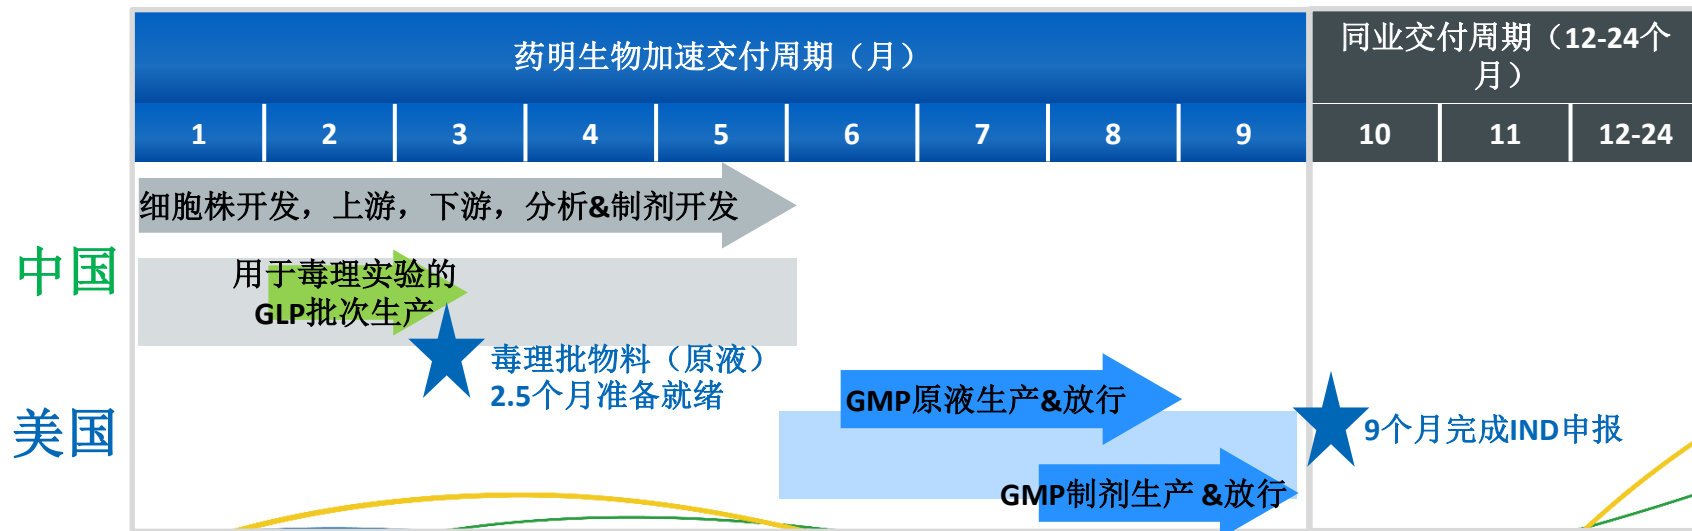 药明生物加速交付周期（月）
同业交付周期（12-24个
月）
1 2 3 4 5 6 7 8 9 10 11 12-24
细胞株开发，上游，下游，分析&制剂开发
中国
用于毒理实验的
GLP批次生产
毒理批物料（原液）
2.5个月准备就绪
美国
GMP原液生产&放行
9个月完成IND申报
GMP制剂生产 &放行